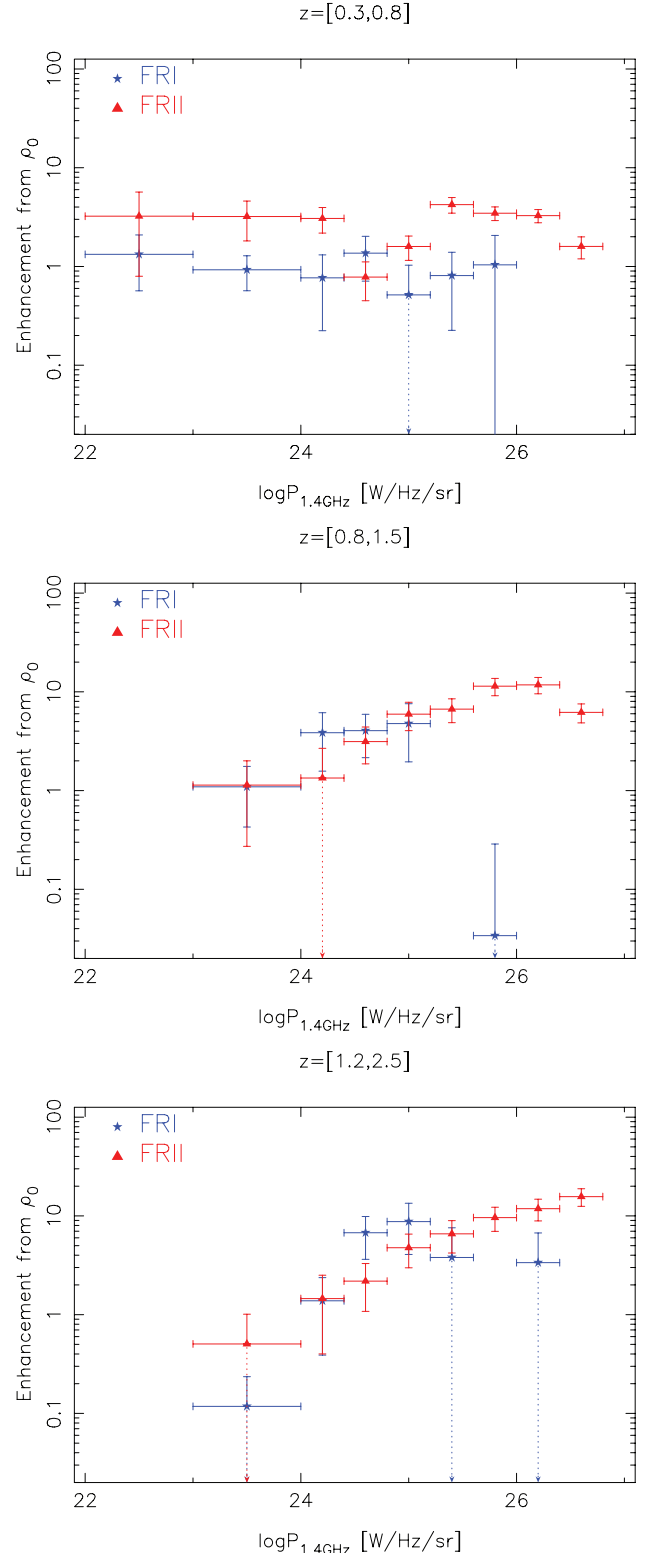 z=[0.3,0.8]
FRI
FRII
100
10
1
0.1
Enhancement from ρ₀
22
24
26
logP₁.₄GHz [W/Hz/sr]
z=[0.8,1.5]
FRI
FRII
100
10
1
0.1
Enhancement from ρ₀
22
24
26
logP₁.₄GHz [W/Hz/sr]
z=[1.2,2.5]
FRI
FRII
100
10
1
0.1
Enhancement from ρ₀
22
24
26
logP₁.₄GHz [W/Hz/sr]